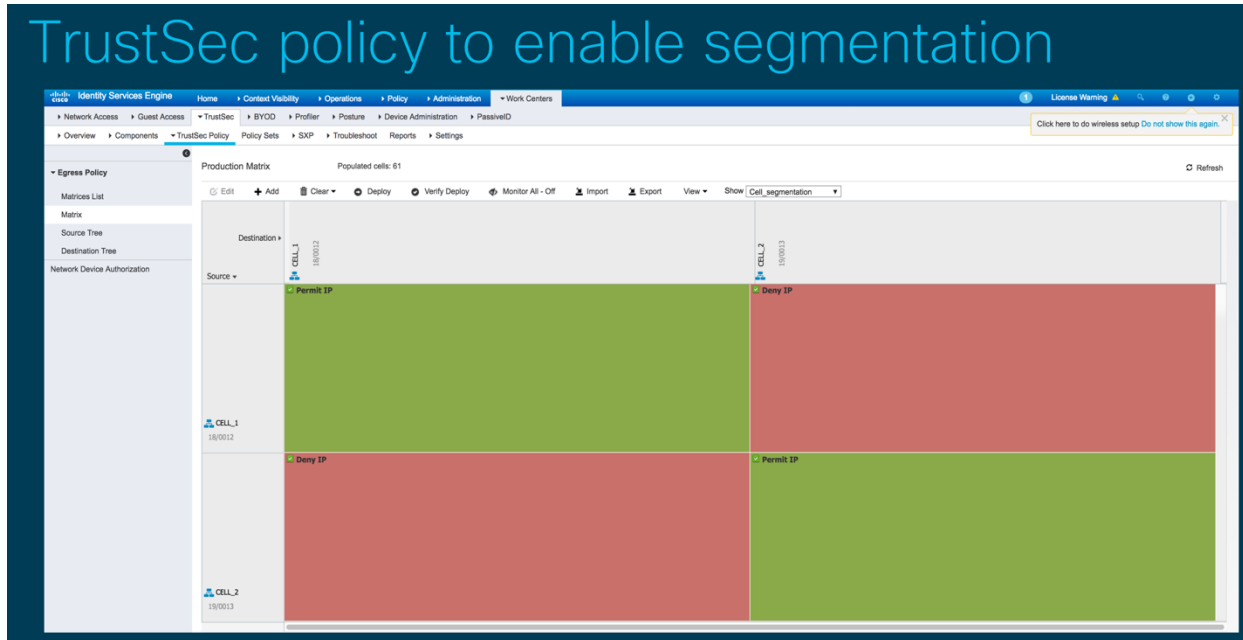 TrustSec policy to enable segmentation
cisco Identity Services Engine Home Context Visibility Operations Policy Administration Work Centers 1 License Warning
Network Access Guest Access TrustSec BYOD Profiler Posture Device Administration PassiveID
Click here to do wireless setup Do not show this again.
Overview Components TrustSec Policy Policy Sets SXP Troubleshoot Reports Settings
Egress Policy
Matrices List
Matrix
Source Tree
Destination Tree
Network Device Authorization
Production Matrix Populated cells: 61 Refresh
Edit Add Clear Deploy Verify Deploy Monitor All - Off Import Export View Show Cell_segmentation
Destination
Source
CELL_1
18/0012
CELL_2
19/0013
Permit IP
Deny IP
CELL_1
18/0012
Deny IP
Permit IP
CELL_2
19/0013